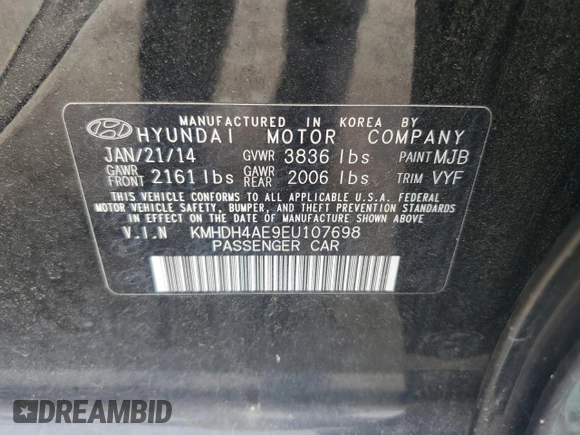 MANUFACTURED IN KOREA BY
HYUNDAI MOTOR COMPANY
JAN/21/14 GVWR 3836 lbs PAINT MJB
GAWR FRONT 2161 lbs GAWR REAR 2006 lbs TRIM VYF
THIS VEHICLE CONFORMS TO ALL APPLICABLE U.S.A. FEDERAL
MOTOR VEHICLE SAFETY, BUMPER, AND THEFT PREVENTION STANDARDS
IN EFFECT ON THE DATE OF MANUFACTURE SHOWN ABOVE.
V.I.N KMHDH4AE9EU107698
PASSENGER CAR
DREAMBID